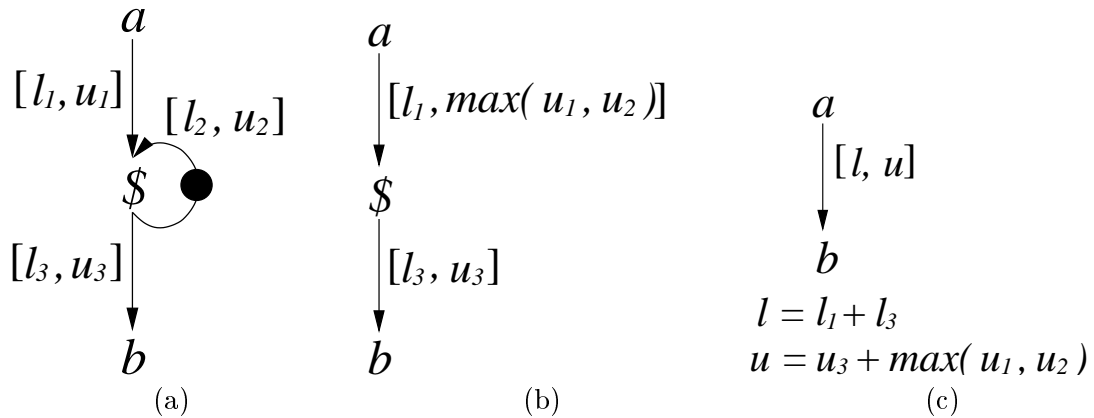 a
[l₁, u₁]
[l₂, u₂]
$
[l₃, u₃]
b
(a)
a
[l₁, max( u₁, u₂)]
$
[l₃, u₃]
b
(b)
a
[l, u]
b
l = l₁ + l₃
u = u₃ + max( u₁, u₂ )
(c)